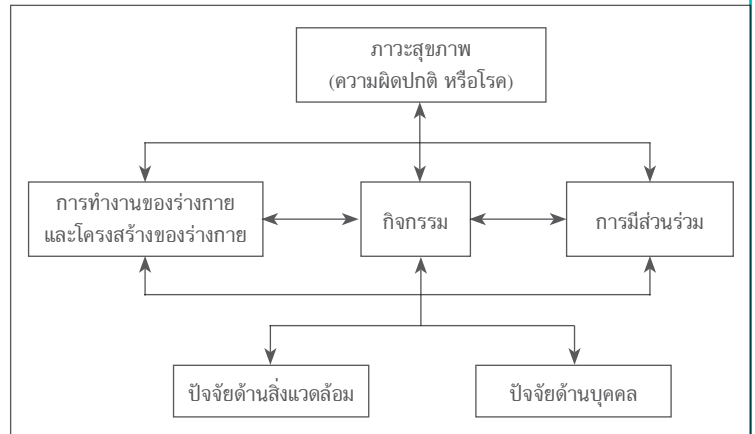 ภาวะสุขภาพ
(ความผิดปกติ หรือโรค)
การทำงานของร่างกาย
และโครงสร้างของร่างกาย
กิจกรรม
การมีส่วนร่วม
ปัจจัยด้านสิ่งแวดล้อม
ปัจจัยด้านบุคคล